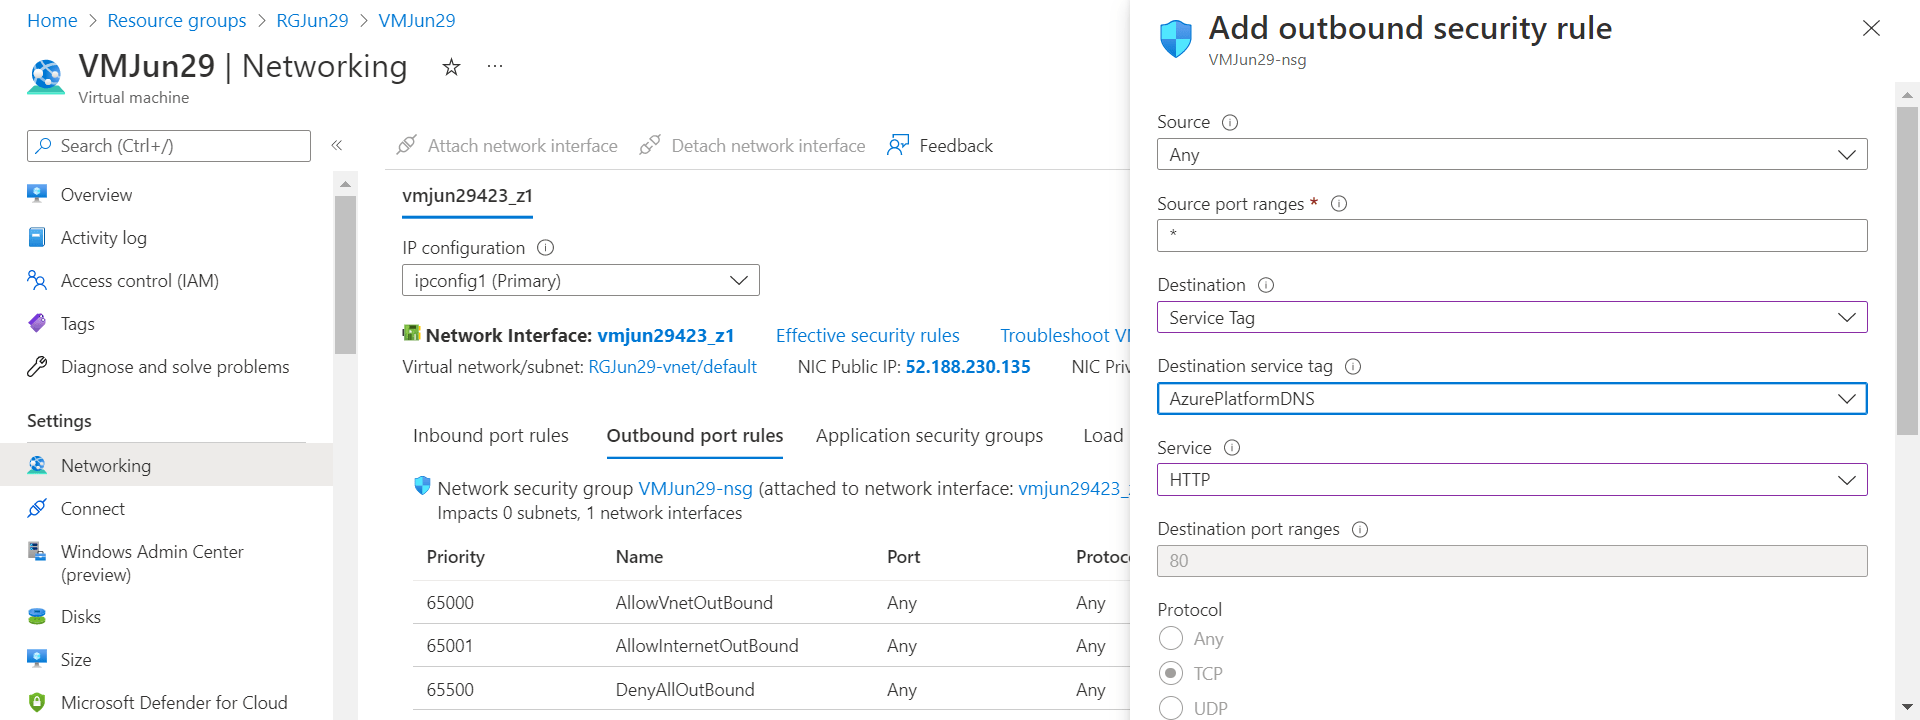 Home > Resource groups > RGJun29 > VMJun29
VMJun29 | Networking
Virtual machine
Search (Ctrl+/)
Overview
Activity log
Access control (IAM)
Tags
Diagnose and solve problems
Settings
Networking
Connect
Windows Admin Center
(preview)
Disks
Size
Microsoft Defender for Cloud
Attach network interface Detach network interface Feedback
vmjun29423_z1
IP configuration
ipconfig1 (Primary)
Network Interface: vmjun29423_z1 Effective security rules Troubleshoot
Virtual network/subnet: RGJun29-vnet/default NIC Public IP: 52.188.230.135 NIC
Inbound port rules Outbound port rules Application security groups Load
Network security group VMJun29-nsg (attached to network interface: vmjun29423_
Impacts 0 subnets, 1 network interfaces
Priority Name Port Protoc
65000 AllowVnetOutBound Any Any
65001 AllowInternetOutBound Any Any
65500 DenyAllOutBound Any Any
Add outbound security rule
VMJun29-nsg
Source
Any
Source port ranges *
*
Destination
Service Tag
Destination service tag
AzurePlatformDNS
Service
HTTP
Destination port ranges
80
Protocol
Any
TCP
UDP